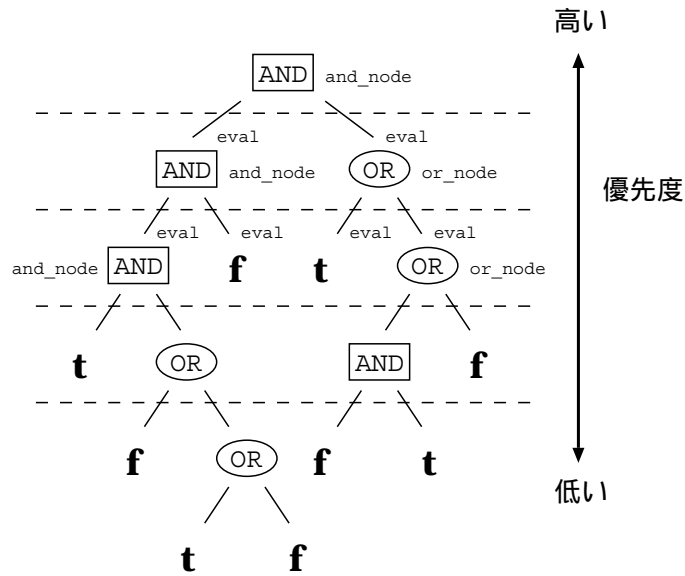 高い
AND and_node
eval eval
AND and_node OR or_node
優先度
eval eval eval eval
and_node AND f t OR or_node
t OR AND f
f OR f t
低い
t f